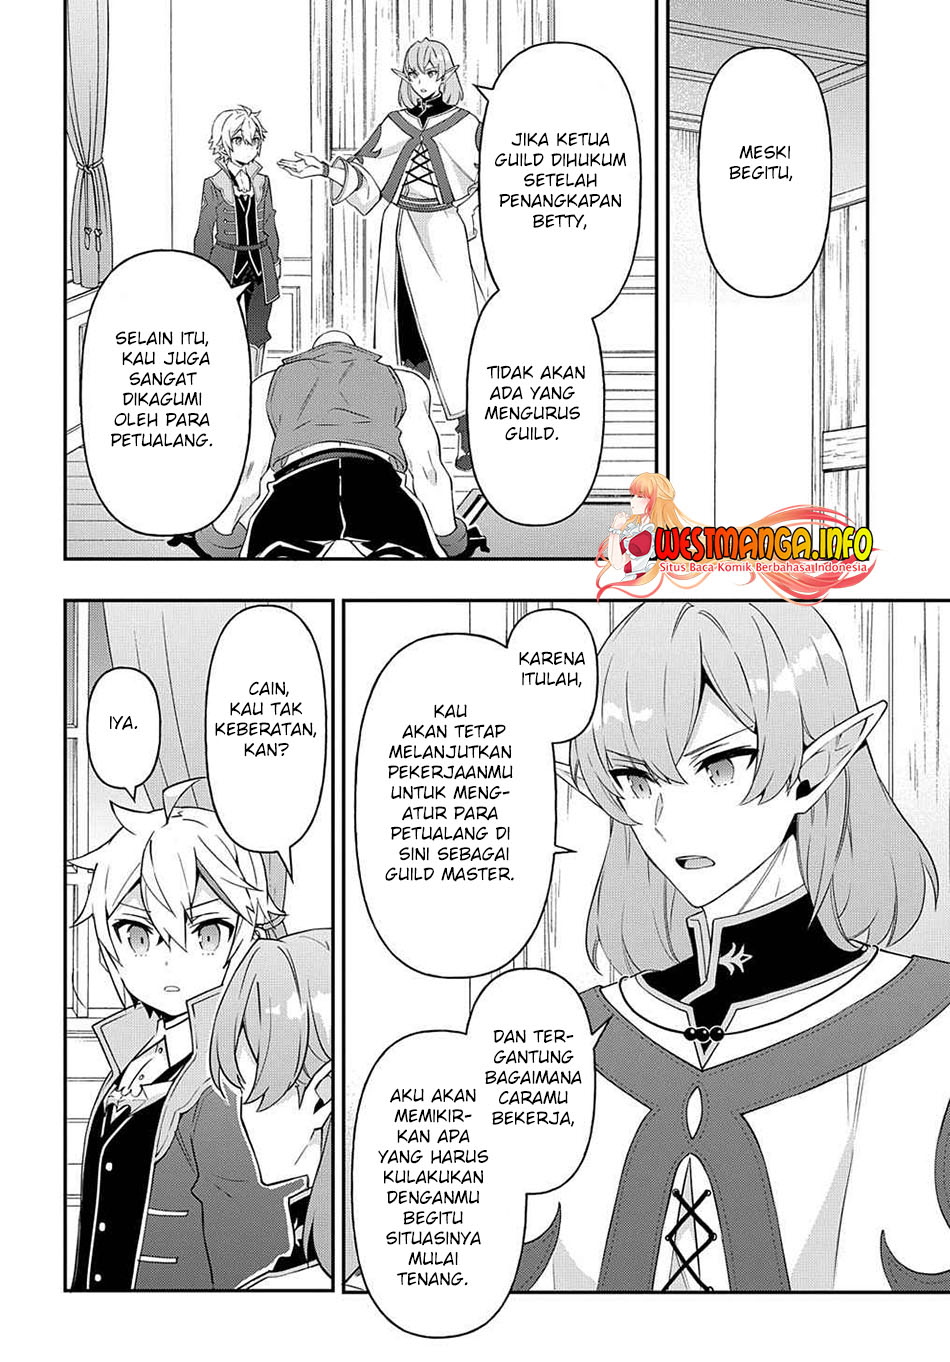 MESKI
BEGITU,
JIKA KETUA
GUILD DIHUKUM
SETELAH
PENANGKAPAN
BETTY,
TIDAK AKAN
ADA YANG
MENGURUS
GUILD.
SELAIN ITU,
KAU JUGA
SANGAT
DIKAGUMI
OLEH PARA
PETUALANG.
WESTMANGA.INFO
Situs Baca Komik Berbahasa Indonesia
KARENA
ITULAH,
KAU
AKAN TETAP
MELANJUTKAN
PEKERJAANMU
UNTUK MENG-
ATUR PARA
PETUALANG DI
SINI SEBAGAI
GUILD MASTER.
DAN TER-
GANTUNG
BAGAIMANA
CARAMU
BEKERJA,
AKU AKAN
MEMIKIR-
KAN APA
YANG HARUS
KULAKUKAN
DENGANMU
BEGITU
SITUASINYA
MULAI
TENANG.
CAIN,
KAU TAK
KEBERATAN,
KAN?
IYA.